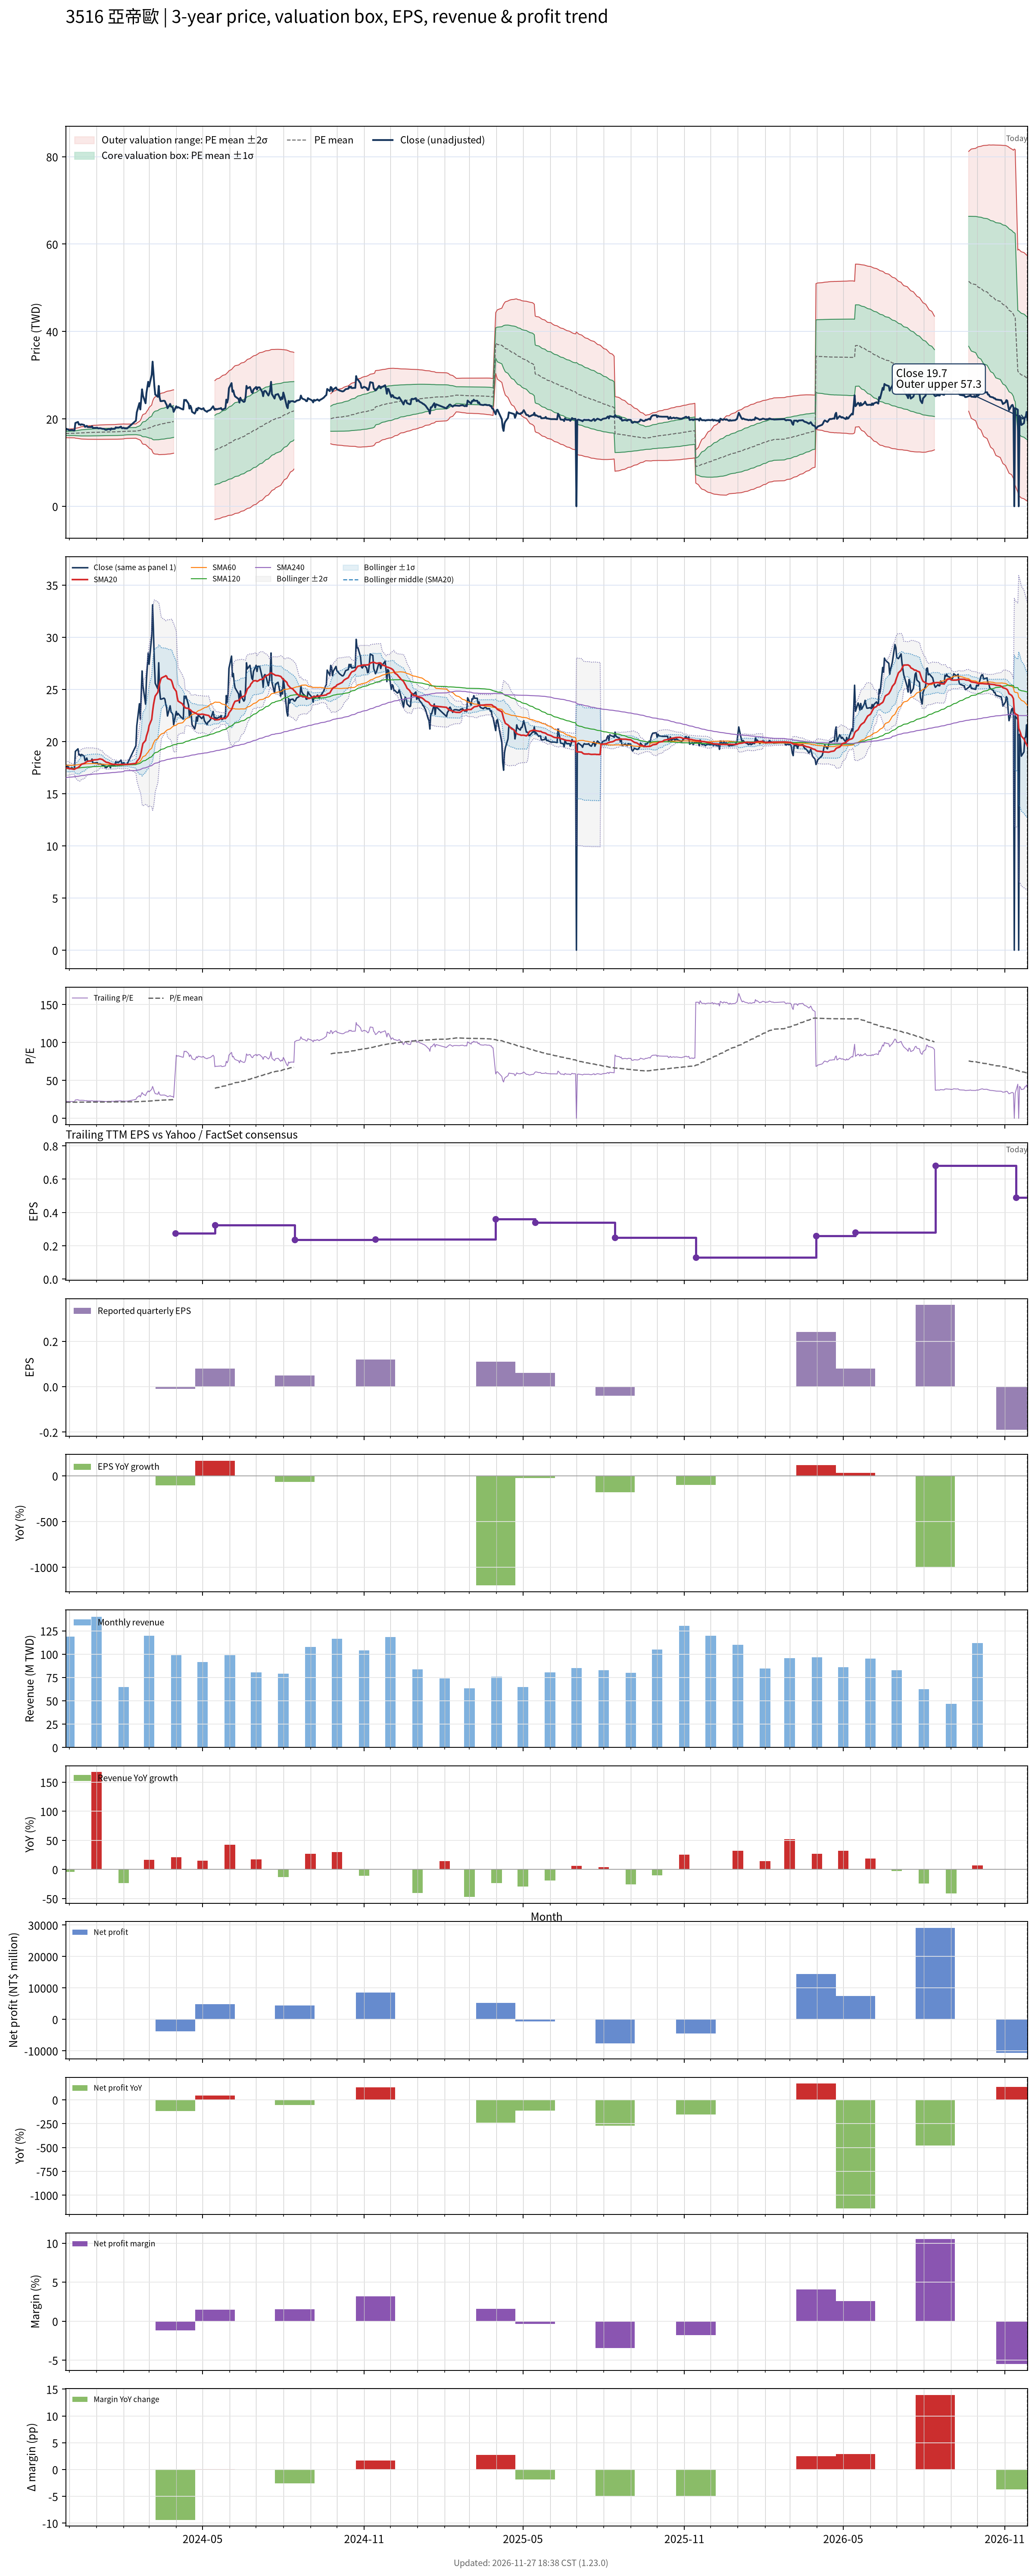 3516 亞帝歐 | 3-year price, valuation box, EPS, revenue & profit trend
Outer valuation range: PE mean ±2σ
Core valuation box: PE mean ±1σ
PE mean
Close (unadjusted)
Today
Price (TWD)
80
60
40
20
0
Close 19.7
Outer upper 57.3
Close (same as panel 1)
SMA20
SMA60
SMA120
SMA240
Bollinger ±2σ
Bollinger ±1σ
Bollinger middle (SMA20)
Price
35
30
25
20
15
10
5
0
Trailing P/E
P/E mean
P/E
150
100
50
0
Trailing TTM EPS vs Yahoo / FactSet consensus
Today
EPS
0.8
0.6
0.4
0.2
0.0
Reported quarterly EPS
EPS
0.2
0.0
-0.2
EPS YoY growth
YoY (%)
0
-500
-1000
Monthly revenue
Revenue (M TWD)
125
100
75
50
25
0
Revenue YoY growth
YoY (%)
150
100
50
0
-50
Month
Net profit
Net profit (NT$ million)
30000
20000
10000
0
-10000
Net profit YoY
YoY (%)
0
-250
-500
-750
-1000
Net profit margin
Margin (%)
10
5
0
-5
Margin YoY change
Δ margin (pp)
15
10
5
0
-5
-10
2024-05
2024-11
2025-05
2025-11
2026-05
2026-11
Updated: 2026-11-27 18:38 CST (1.23.0)